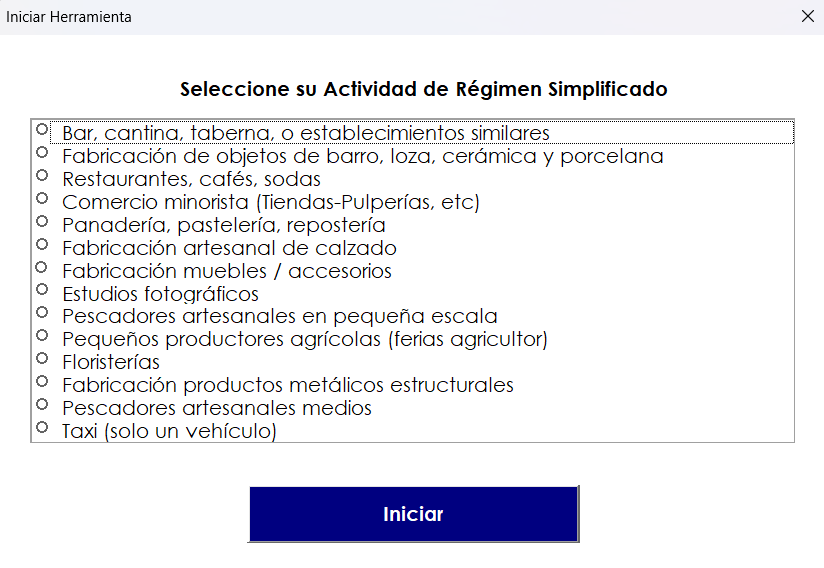 Iniciar Herramienta
Seleccione su Actividad de Régimen Simplificado
Bar, cantina, taberna, o establecimientos similares
Fabricación de objetos de barro, loza, cerámica y porcelana
Restaurantes, cafés, sodas
Comercio minorista (Tiendas-Pulperías, etc)
Panadería, pastelería, repostería
Fabricación artesanal de calzado
Fabricación muebles / accesorios
Estudios fotográficos
Pescadores artesanales en pequeña escala
Pequeños productores agrícolas (ferias agricultor)
Floristerías
Fabricación productos metálicos estructurales
Pescadores artesanales medios
Taxi (solo un vehículo)
Iniciar